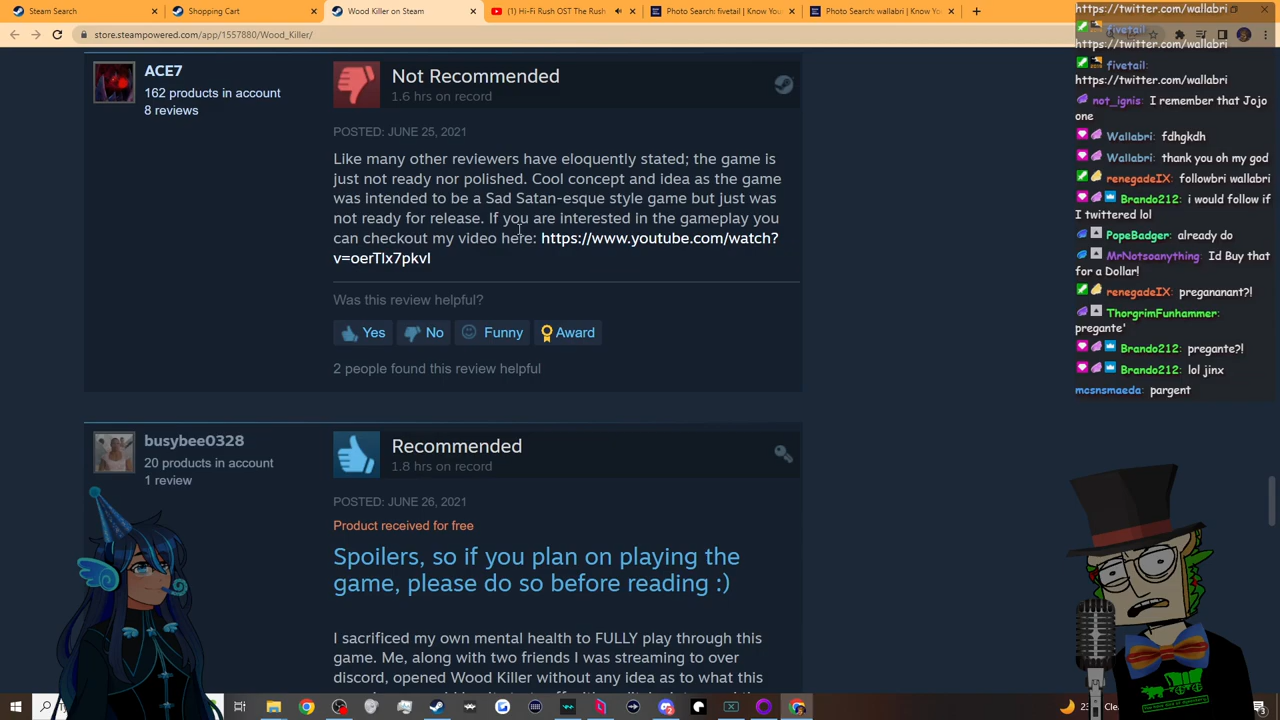 Steam Search
Shopping Cart
Wood Killer on Steam
(1) Hi-Fi Rush OST The Rush
Photo Search: fivetail | Know You
Photo Search: wallabri | Know Yo
store.steampowered.com/app/1557880/Wood_Killer/
ACE7
162 products in account
8 reviews
Not Recommended
1.6 hrs on record
POSTED: JUNE 25, 2021
Like many other reviewers have eloquently stated; the game is
just not ready nor polished. Cool concept and idea as the game
was intended to be a Sad Satan-esque style game but just was
not ready for release. If you are interested in the gameplay you
can checkout my video here: https://www.youtube.com/watch?
v=oerTIx7pkvI
Was this review helpful?
Yes
No
Funny
Award
2 people found this review helpful
busybee0328
20 products in account
1 review
Recommended
1.8 hrs on record
POSTED: JUNE 26, 2021
Product received for free
Spoilers, so if you plan on playing the
game, please do so before reading :)
I sacrificed my own mental health to FULLY play through this
game. Me, along with two friends I was streaming to over
discord, opened Wood Killer without any idea as to what this
https://twitter.com/wallabri
fivetail
https://twitter.com/wallabri
fivetail:
https://twitter.com/wallabri
not_ignis: I remember that Jojo
one
Wallabri: fdhgkdh
Wallabri: thank you oh my god
renegadeIX: followbri wallabri
Brando212: i would follow if
I twittered lol
PopeBadger: already do
MrNotsoanything: Id Buy that
for a Dollar!
renegadeIX: pregananant?!
ThorgrimFunhammer:
pregante'
Brando212: pregante?!
Brando212: lol jinx
mcsnsmaeda: pargent